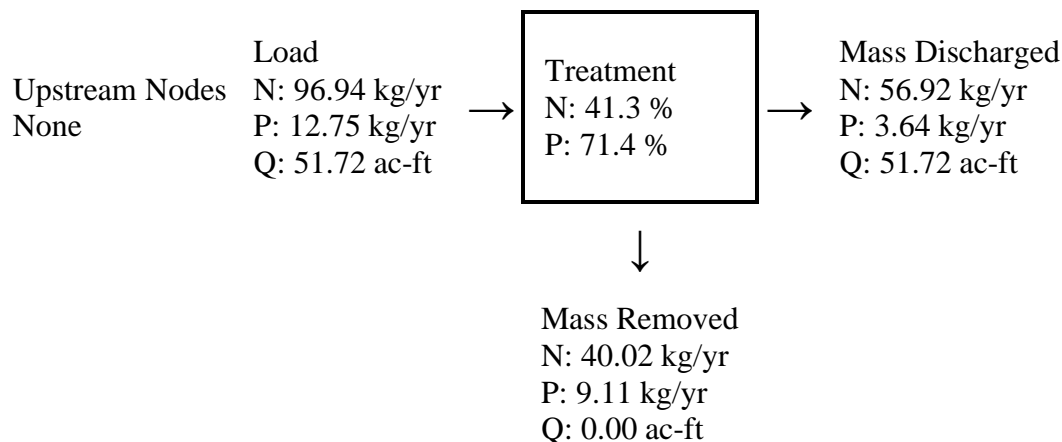 Upstream Nodes
None
Load
N: 96.94 kg/yr
P: 12.75 kg/yr
Q: 51.72 ac-ft
→
Treatment
N: 41.3 %
P: 71.4 %
→
Mass Discharged
N: 56.92 kg/yr
P: 3.64 kg/yr
Q: 51.72 ac-ft
↓
Mass Removed
N: 40.02 kg/yr
P: 9.11 kg/yr
Q: 0.00 ac-ft